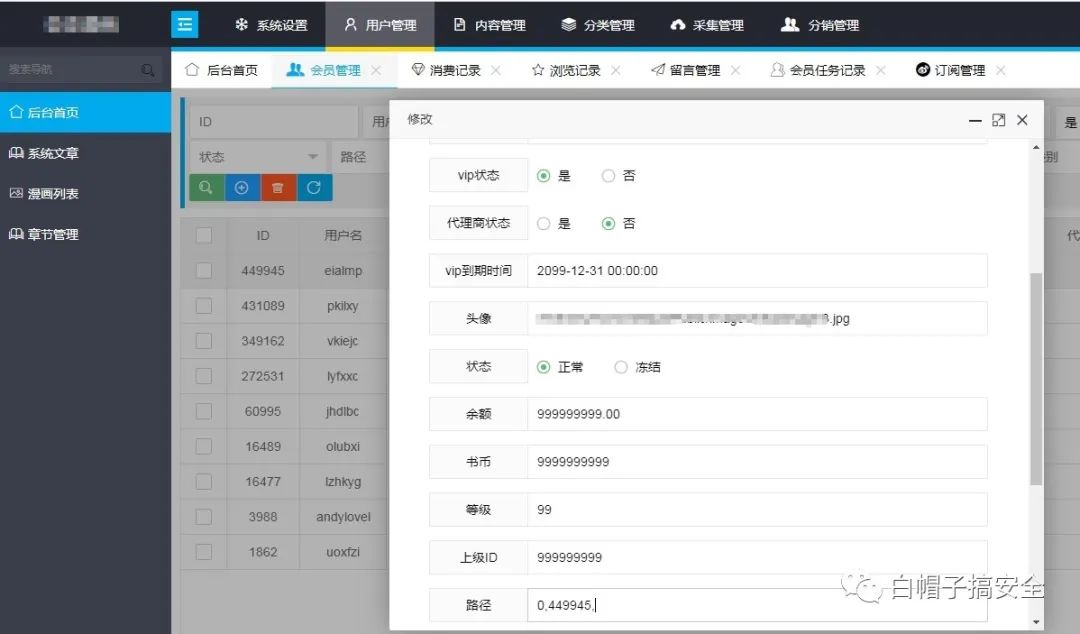 系统设置 用户管理 内容管理 分类管理 采集管理 分销管理
搜索导航
后台首页 会员管理 消费记录 浏览记录 留言管理 会员任务记录 订阅管理
后台首页
系统文章
漫画列表
章节管理
ID 用户 是
状态 路径
ID 用户名 代
449945 eialmp
431089 pkilxy
349162 vkiejc
272531 lyfxxc
60995 jhdlbc
16489 olubxi
16477 lzhkyg
3988 andylovel
1862 uoxfzi
修改
vip状态 是 否
代理商状态 是 否
vip到期时间 2099-12-31 00:00:00
头像 .jpg
状态 正常 冻结
余额 999999999.00
书币 9999999999
等级 99
上级ID 999999999
路径 0,449945,
白帽子搞安全